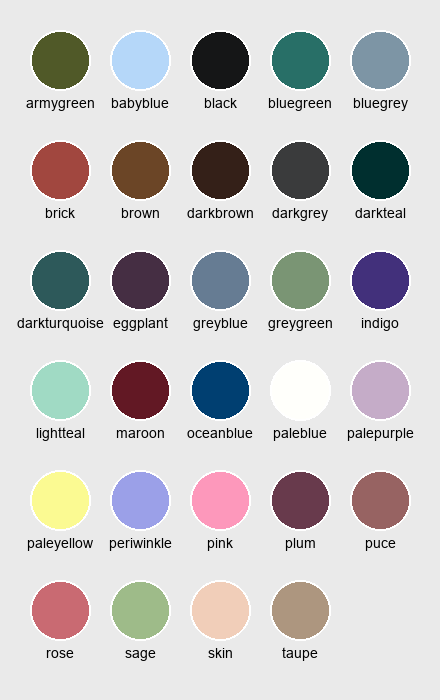 armygreen babyblue black bluegreen bluegrey
brick brown darkbrown darkgrey darkteal
darkturquoise eggplant greyblue greygreen indigo
lightteal maroon oceanblue paleblue palepurple
paleyellow periwinkle pink plum puce
rose sage skin taupe